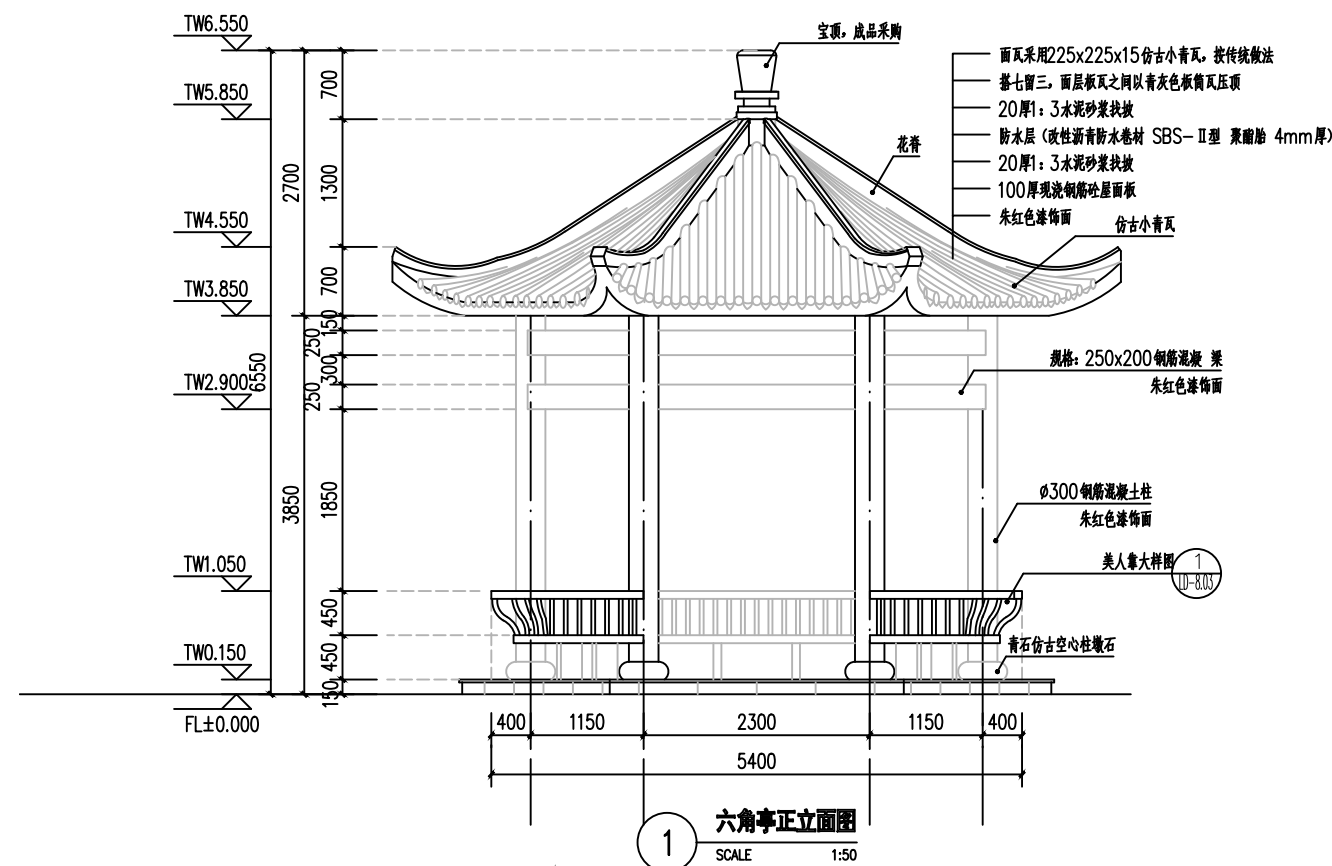 TW6.550
TW5.850
TW4.550
TW3.850
TW2.900
TW1.050
TW0.150
FL±0.000
6550
2700
3850
700
1300
700
150
250
300
250
1850
450
450
150
宝顶，成品采购
花脊
面瓦采用225x225x15仿古小青瓦，按传统做法
搭七留三，面层板瓦之间以青灰色板筒瓦压顶
20厚1：3水泥砂浆找坡
防水层（改性沥青防水卷材 SBS-Ⅱ型 聚酯胎 4mm厚）
20厚1：3水泥砂浆找坡
100厚现浇钢筋砼屋面板
朱红色漆饰面
仿古小青瓦
规格：250x200钢筋混凝 梁
朱红色漆饰面
Ø300钢筋混凝土柱
朱红色漆饰面
美人靠大样图
1
LD-8.03
青石仿古空心柱墩石
400 1150 2300 1150 400
5400
1
六角亭正立面图
SCALE 1:50